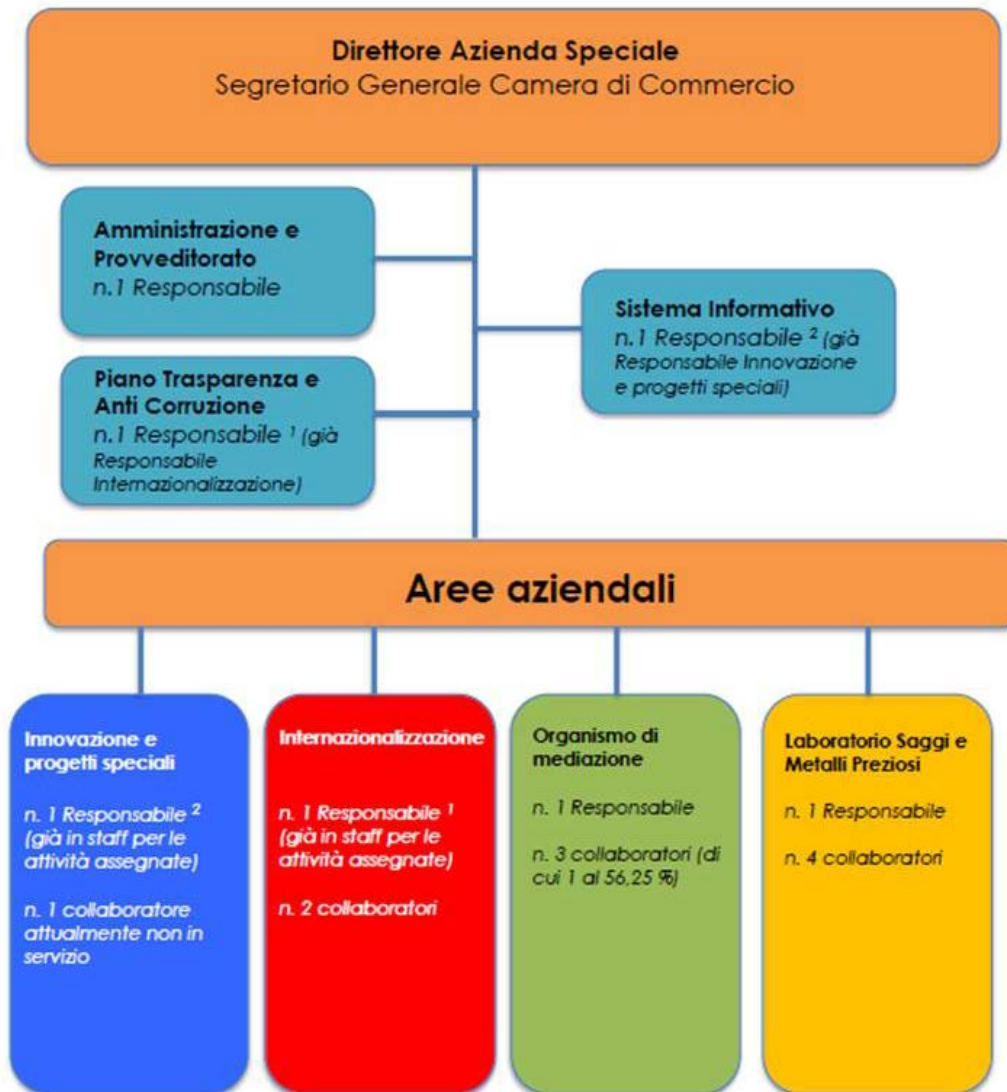 Direttore Azienda Speciale
Segretario Generale Camera di Commercio
Amministrazione e
Provveditorato
n.1 Responsabile
Sistema Informativo
n.1 Responsabile ² (già
Responsabile Innovazione
e progetti speciali)
Piano Trasparenza e
Anti Corruzione
n.1 Responsabile ¹ (già
Responsabile
Internazionalizzazione)
Aree aziendali
Innovazione e
progetti speciali
n. 1 Responsabile ²
(già in staff per le
attività assegnate)
n. 1 collaboratore
attualmente non in
servizio
Internazionalizzazione
n. 1 Responsabile ¹
(già in staff per le
attività assegnate)
n. 2 collaboratori
Organismo di
mediazione
n. 1 Responsabile
n. 3 collaboratori (di
cui 1 al 56,25 %)
Laboratorio Saggi e
Metalli Preziosi
n. 1 Responsabile
n. 4 collaboratori